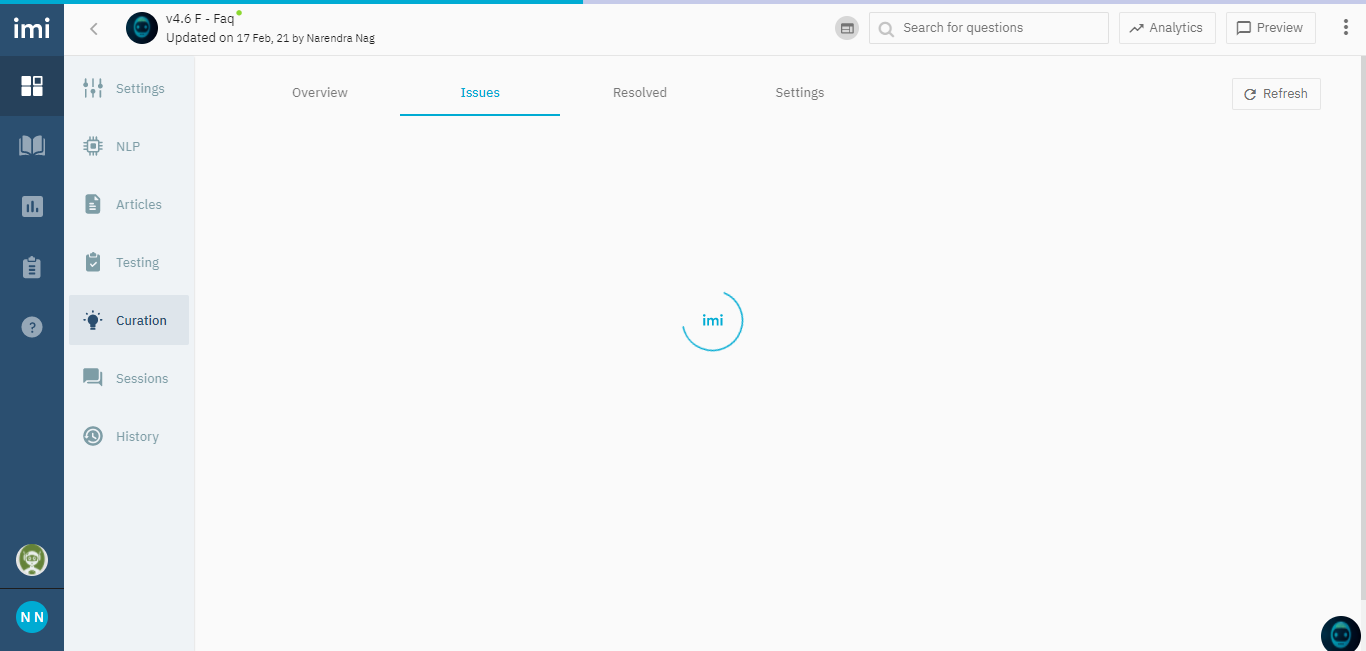 imi
v4.6 F - Faq
Updated on 17 Feb, 21 by Narendra Nag
Search for questions
Analytics
Preview
Settings
NLP
Articles
Testing
Curation
Sessions
History
Overview
Issues
Resolved
Settings
Refresh
imi
?
N N